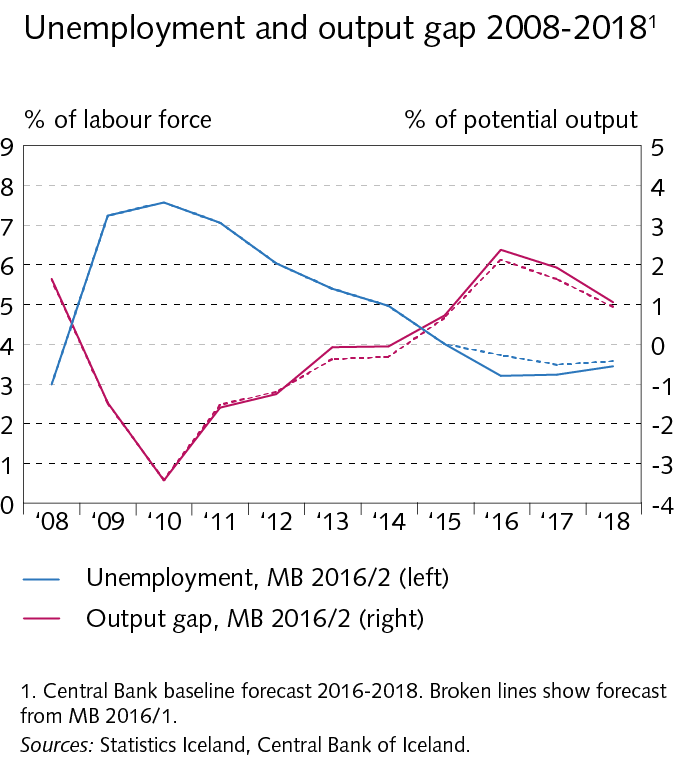 Unemployment and output gap 2008-2018¹
% of labour force % of potential output
9 5
8 4
7 3
6 2
5 1
4 0
3 -1
2 -2
1 -3
0 -4
‘08 ‘09 ‘10 ‘11 ‘12 ‘13 ‘14 ‘15 ‘16 ‘17 ‘18
Unemployment, MB 2016/2 (left)
Output gap, MB 2016/2 (right)
1. Central Bank baseline forecast 2016-2018. Broken lines show forecast
from MB 2016/1.
Sources: Statistics Iceland, Central Bank of Iceland.